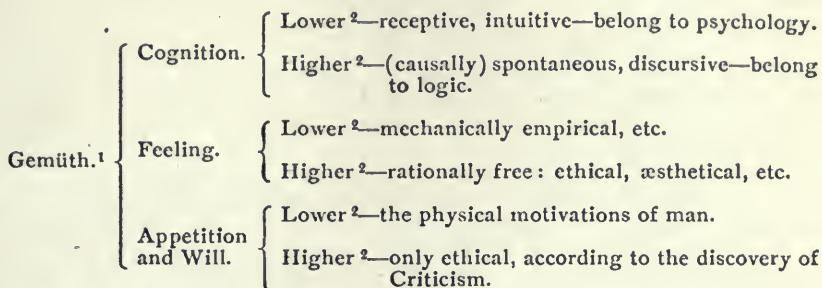 Lower ²—receptive, intuitive—belong to psychology.
Cognition.
Higher ²—(causally) spontaneous, discursive—belong
to logic.
Lower ²—mechanically empirical, etc.
Gemüth.¹
Feeling.
Higher ²—rationally free: ethical, æsthetical, etc.
Lower ²—the physical motivations of man.
Appetition
and Will.
Higher ²—only ethical, according to the discovery of
Criticism.